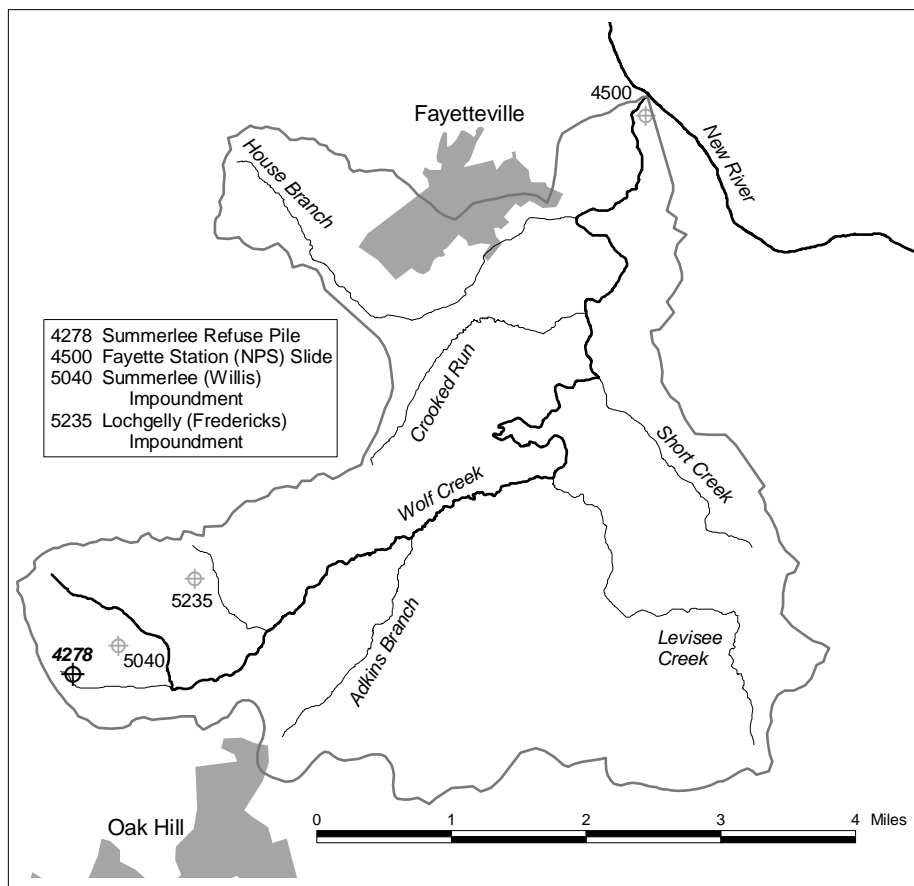 4500
Fayetteville
New River
House Branch
4278 Summerlee Refuse Pile
4500 Fayette Station (NPS) Slide
5040 Summerlee (Willis)
Impoundment
5235 Lochgelly (Fredericks)
Impoundment
Crooked Run
Short Creek
Wolf Creek
5235
4278
5040
Adkins Branch
Levisee
Creek
Oak Hill
0 1 2 3 4 Miles